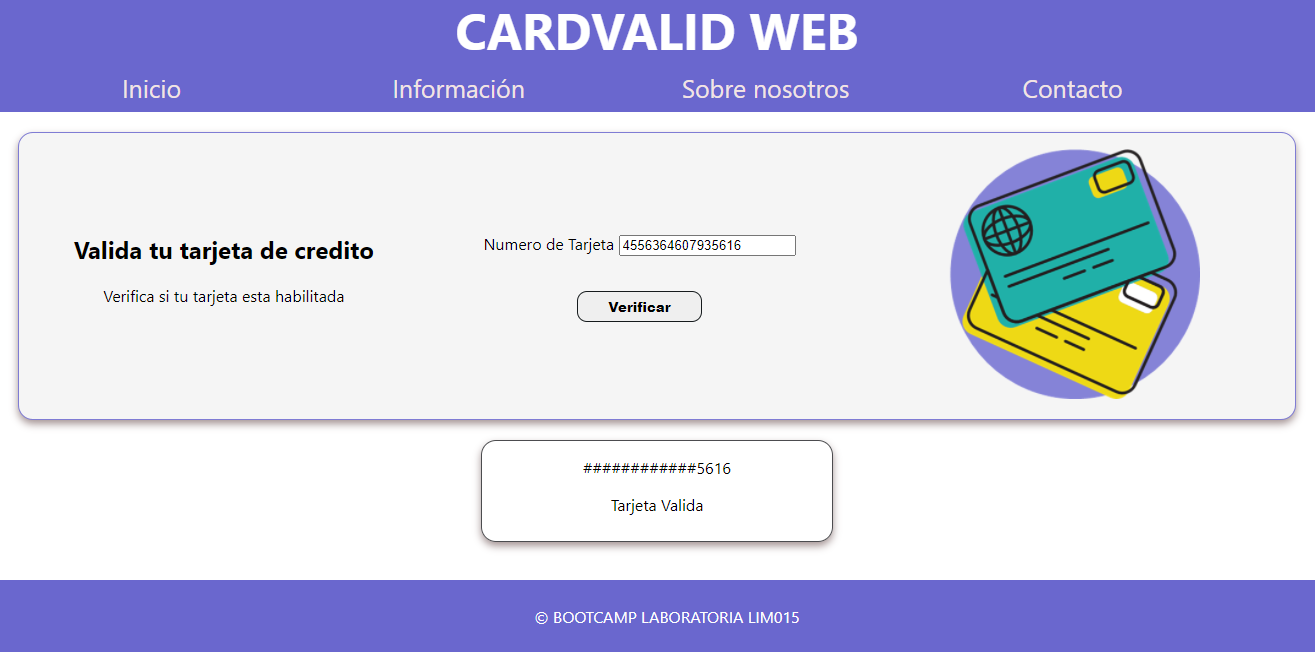 CARDVALID WEB
Inicio Información Sobre nosotros Contacto
Valida tu tarjeta de credito
Verifica si tu tarjeta esta habilitada
Numero de Tarjeta 4556364607935616
Verificar
############5616
Tarjeta Valida
© BOOTCAMP LABORATORIA LIM015